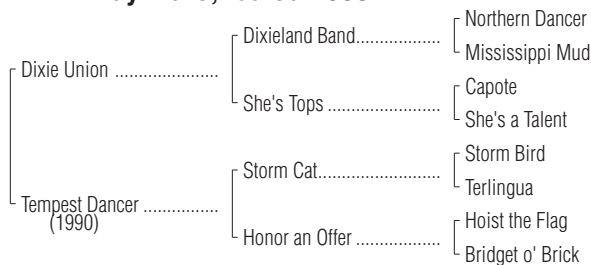 Northern Dancer
Dixieland Band..................
Mississippi Mud
Dixie Union ......................
Capote
She's Tops ........................
She's a Talent
Storm Bird
Storm Cat..........................
Terlingua
Tempest Dancer ................
(1990)
Hoist the Flag
Honor an Offer .................
Bridget o' Brick